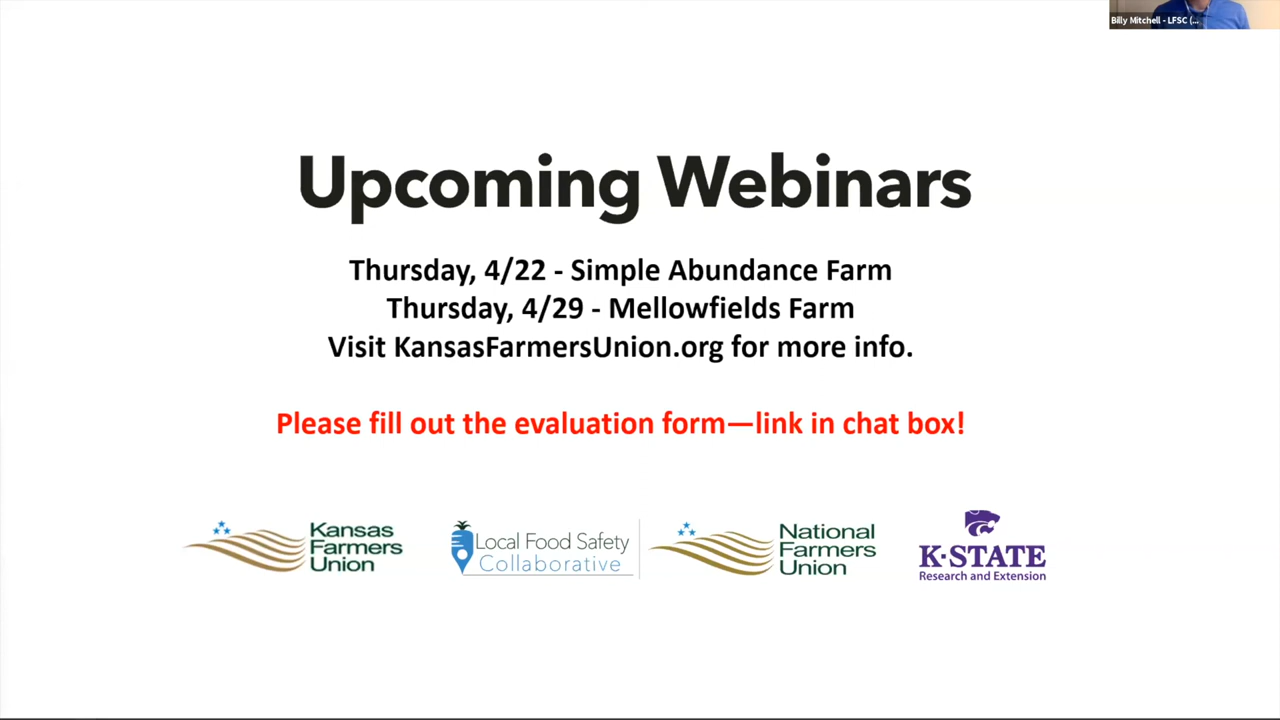 Billy Mitchell - LFSC (...
Upcoming Webinars
Thursday, 4/22 - Simple Abundance Farm
Thursday, 4/29 - Mellowfields Farm
Visit KansasFarmersUnion.org for more info.
Please fill out the evaluation form—link in chat box!
Kansas
Farmers
Union
Local Food Safety
Collaborative
National
Farmers
Union
K-STATE
Research and Extension